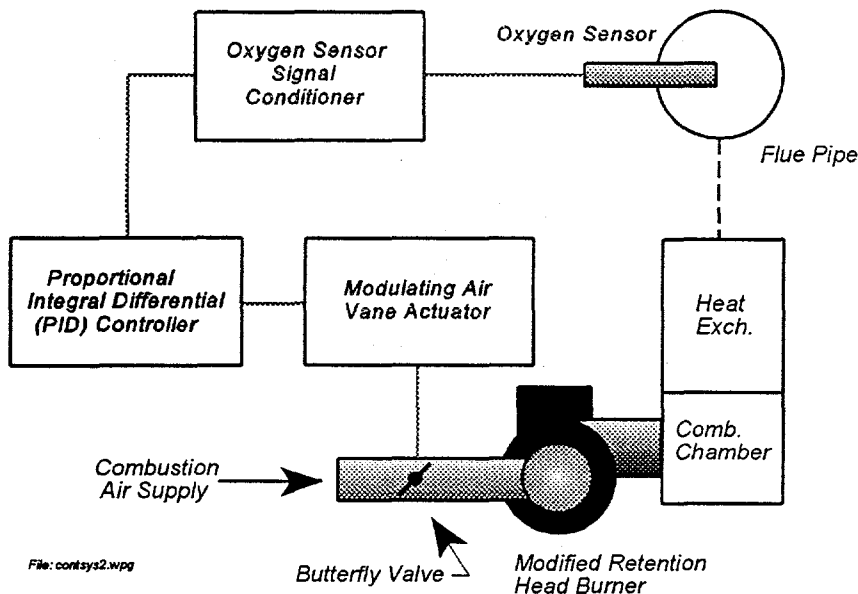 Oxygen Sensor
Signal
Conditioner
Oxygen Sensor
Flue Pipe
Proportional
Integral Differential
(PID) Controller
Modulating Air
Vane Actuator
Heat
Exch.
Comb.
Chamber
Combustion
Air Supply
Butterfly Valve
Modified Retention
Head Burner
File: contsys2.wpg